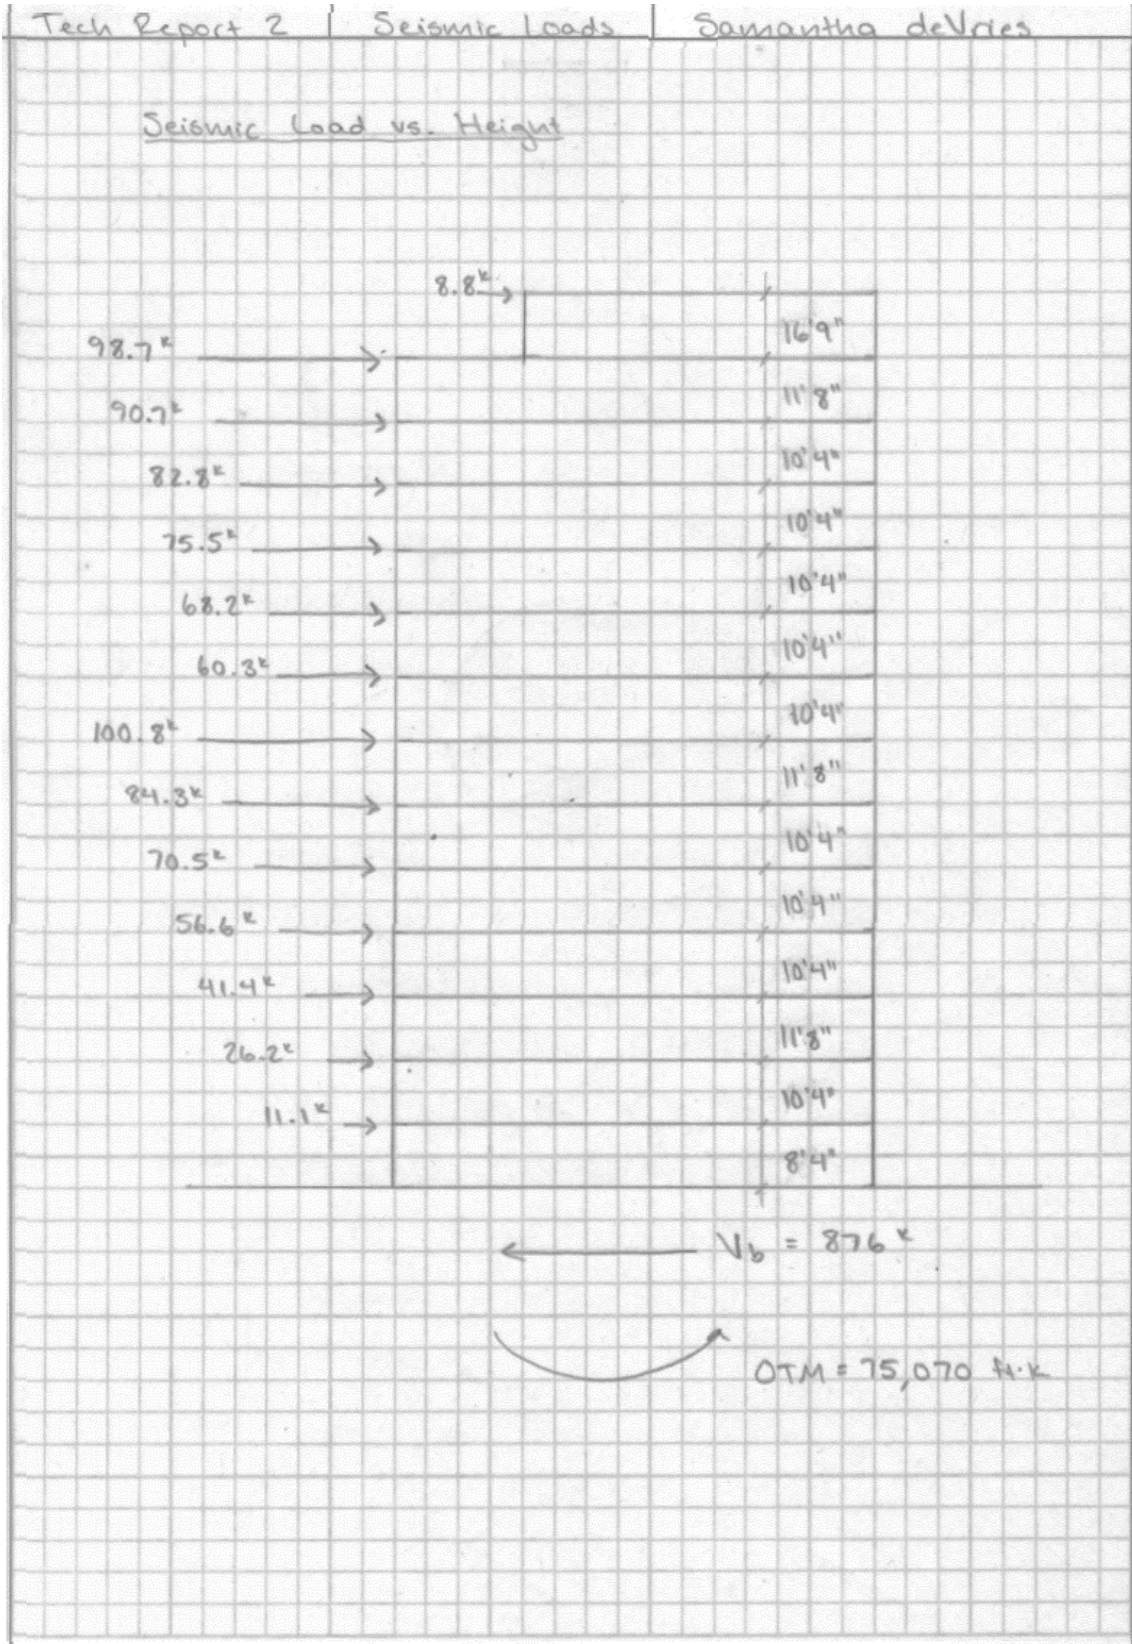 Tech Report 2 | Seismic Loads | Samantha deVries
Seismic Load vs. Height
8.8k
16'9"
98.7k
11'8"
90.7k
10'4"
82.8k
10'4"
75.5k
10'4"
68.2k
10'4"
60.3k
10'4"
100.8k
11'8"
84.3k
10'4"
70.5k
10'4"
56.6k
10'4"
41.4k
11'8"
26.2k
10'4"
11.1k
8'4"
Vb = 876k
OTM = 75,070 ft·k